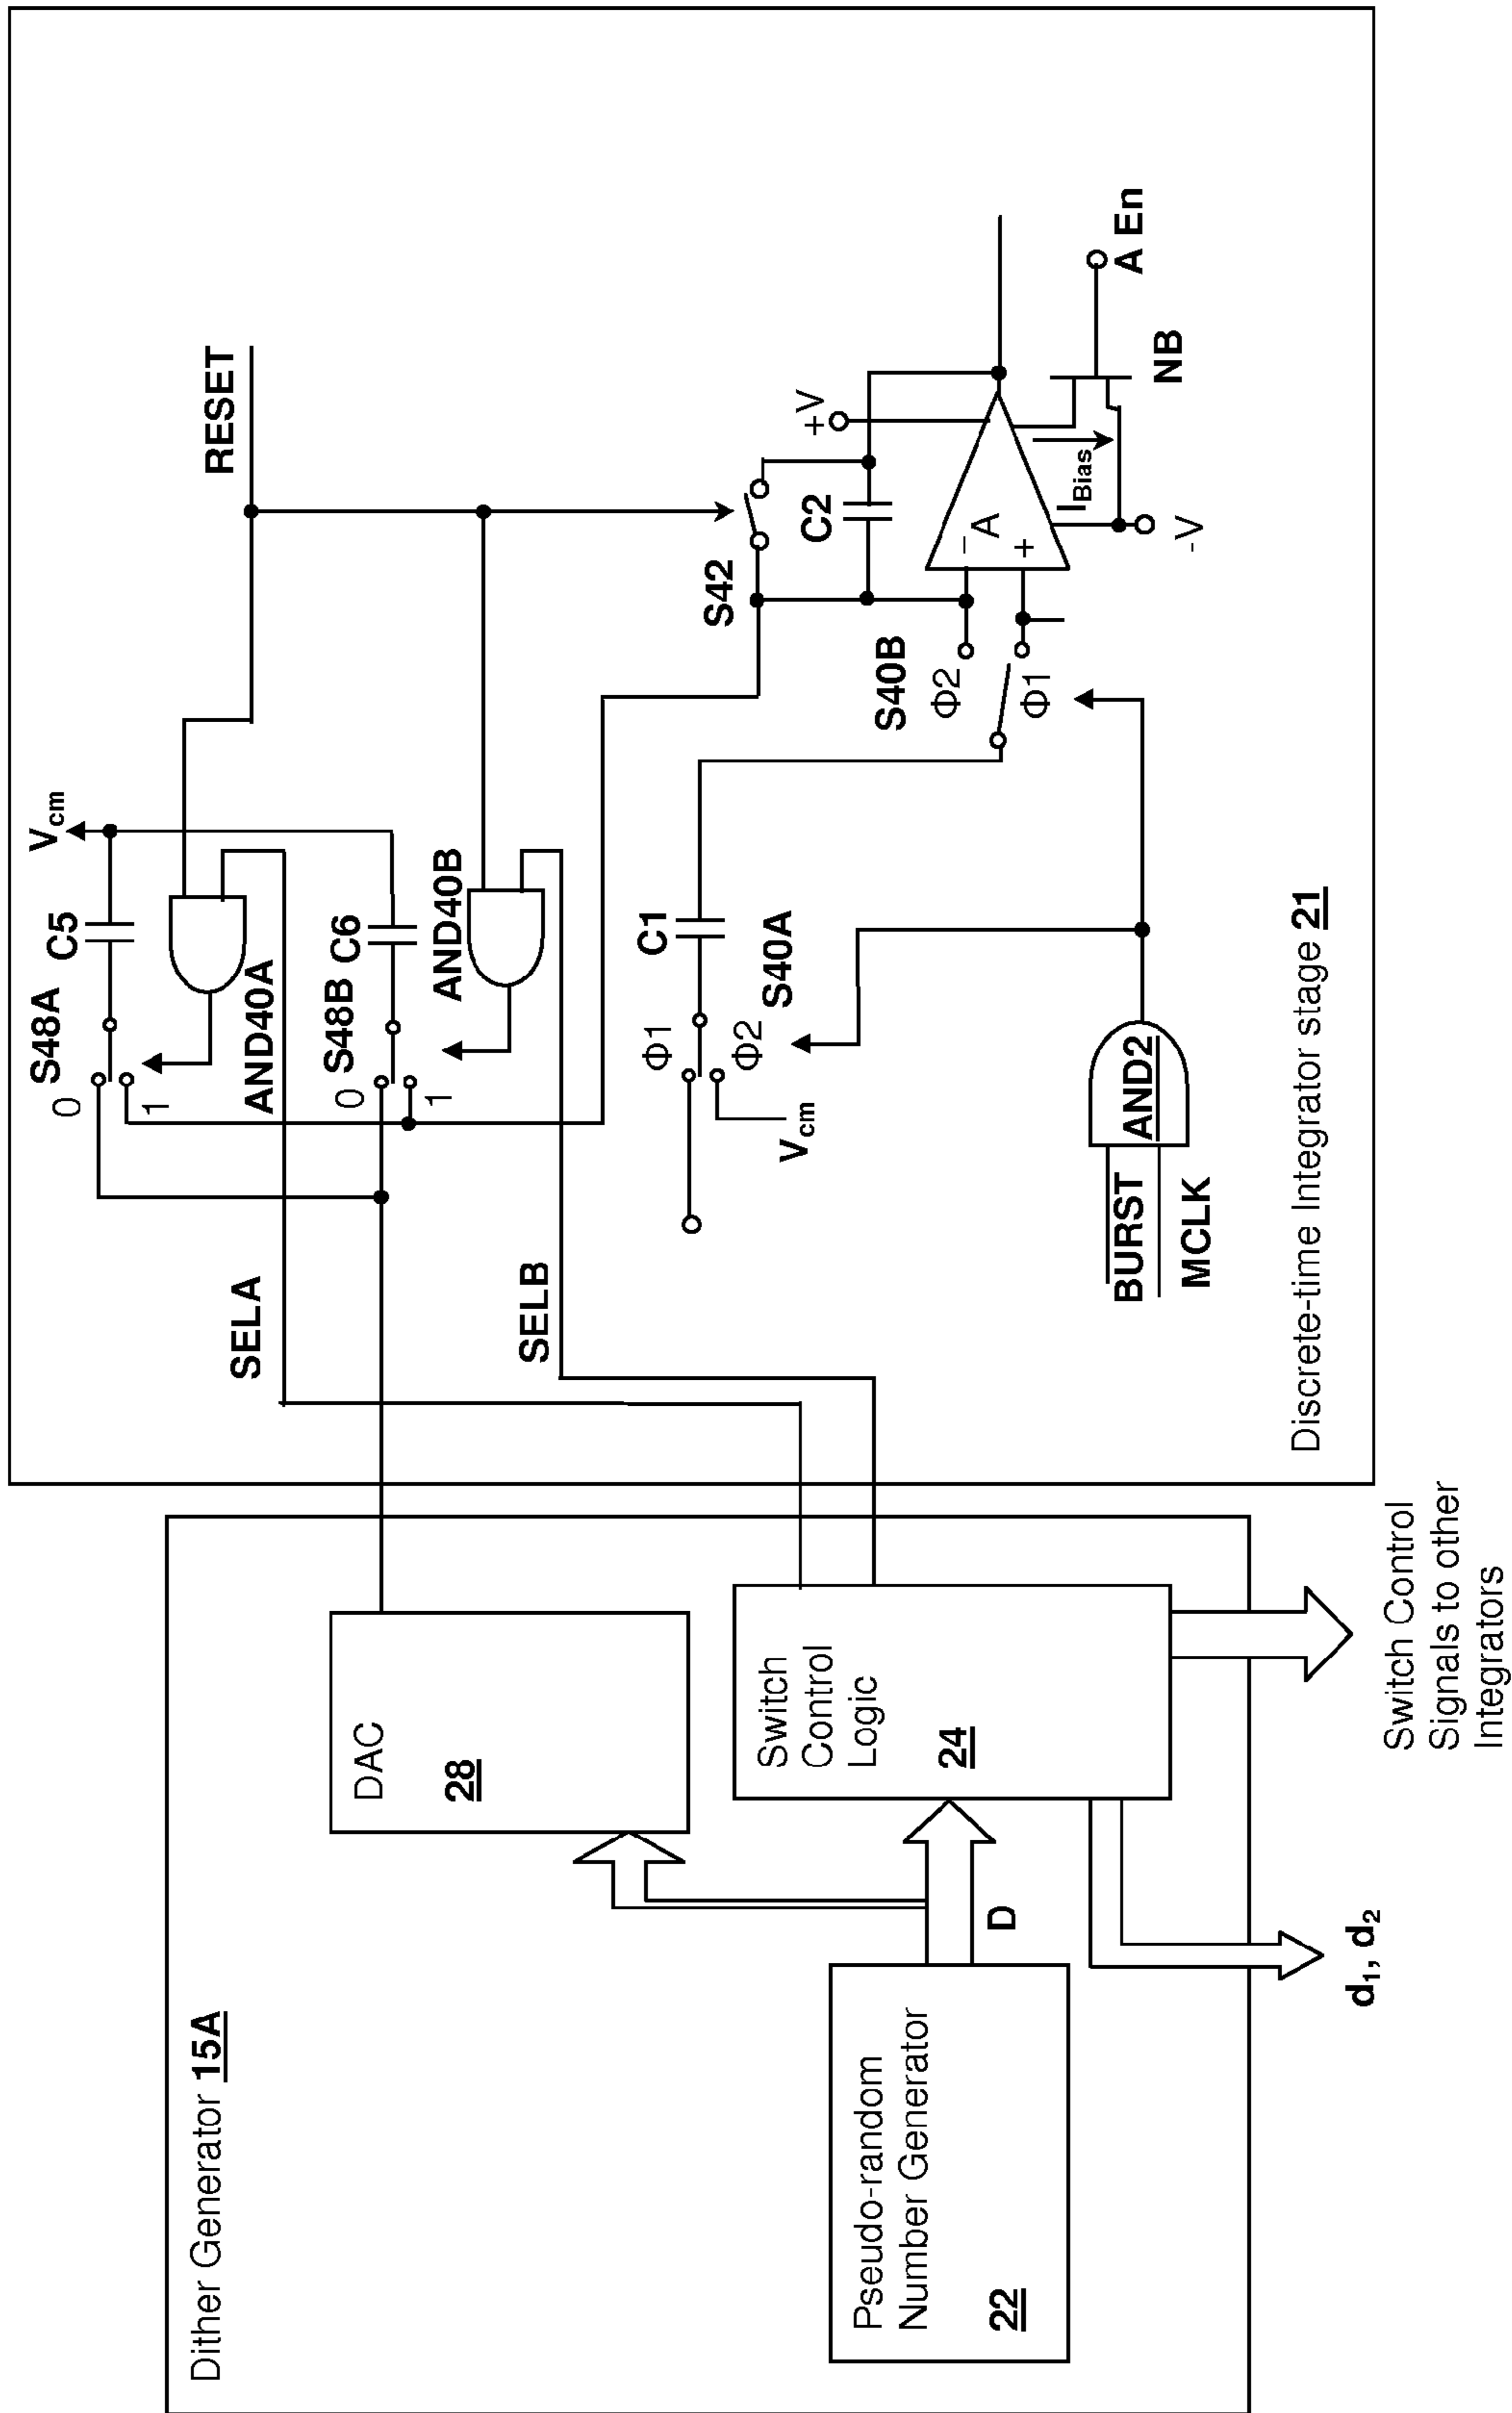 Dither Generator 15A
DAC
28
Pseudo-random
Number Generator
22
D
Switch
Control
Logic
24
d1, d2
Switch Control
Signals to other
Integrators
SELA
SELB
S48A
C5
Vcm
0
1
AND40A
RESET
S48B
C6
0
1
AND40B
C1
Φ1
Φ2
S40A
Vcm
S42
C2
+V
S40B
Φ2
Φ1
A
−
+
IBias
-V
NB
A En
BURST
MCLK
AND2
Discrete-time Integrator stage 21